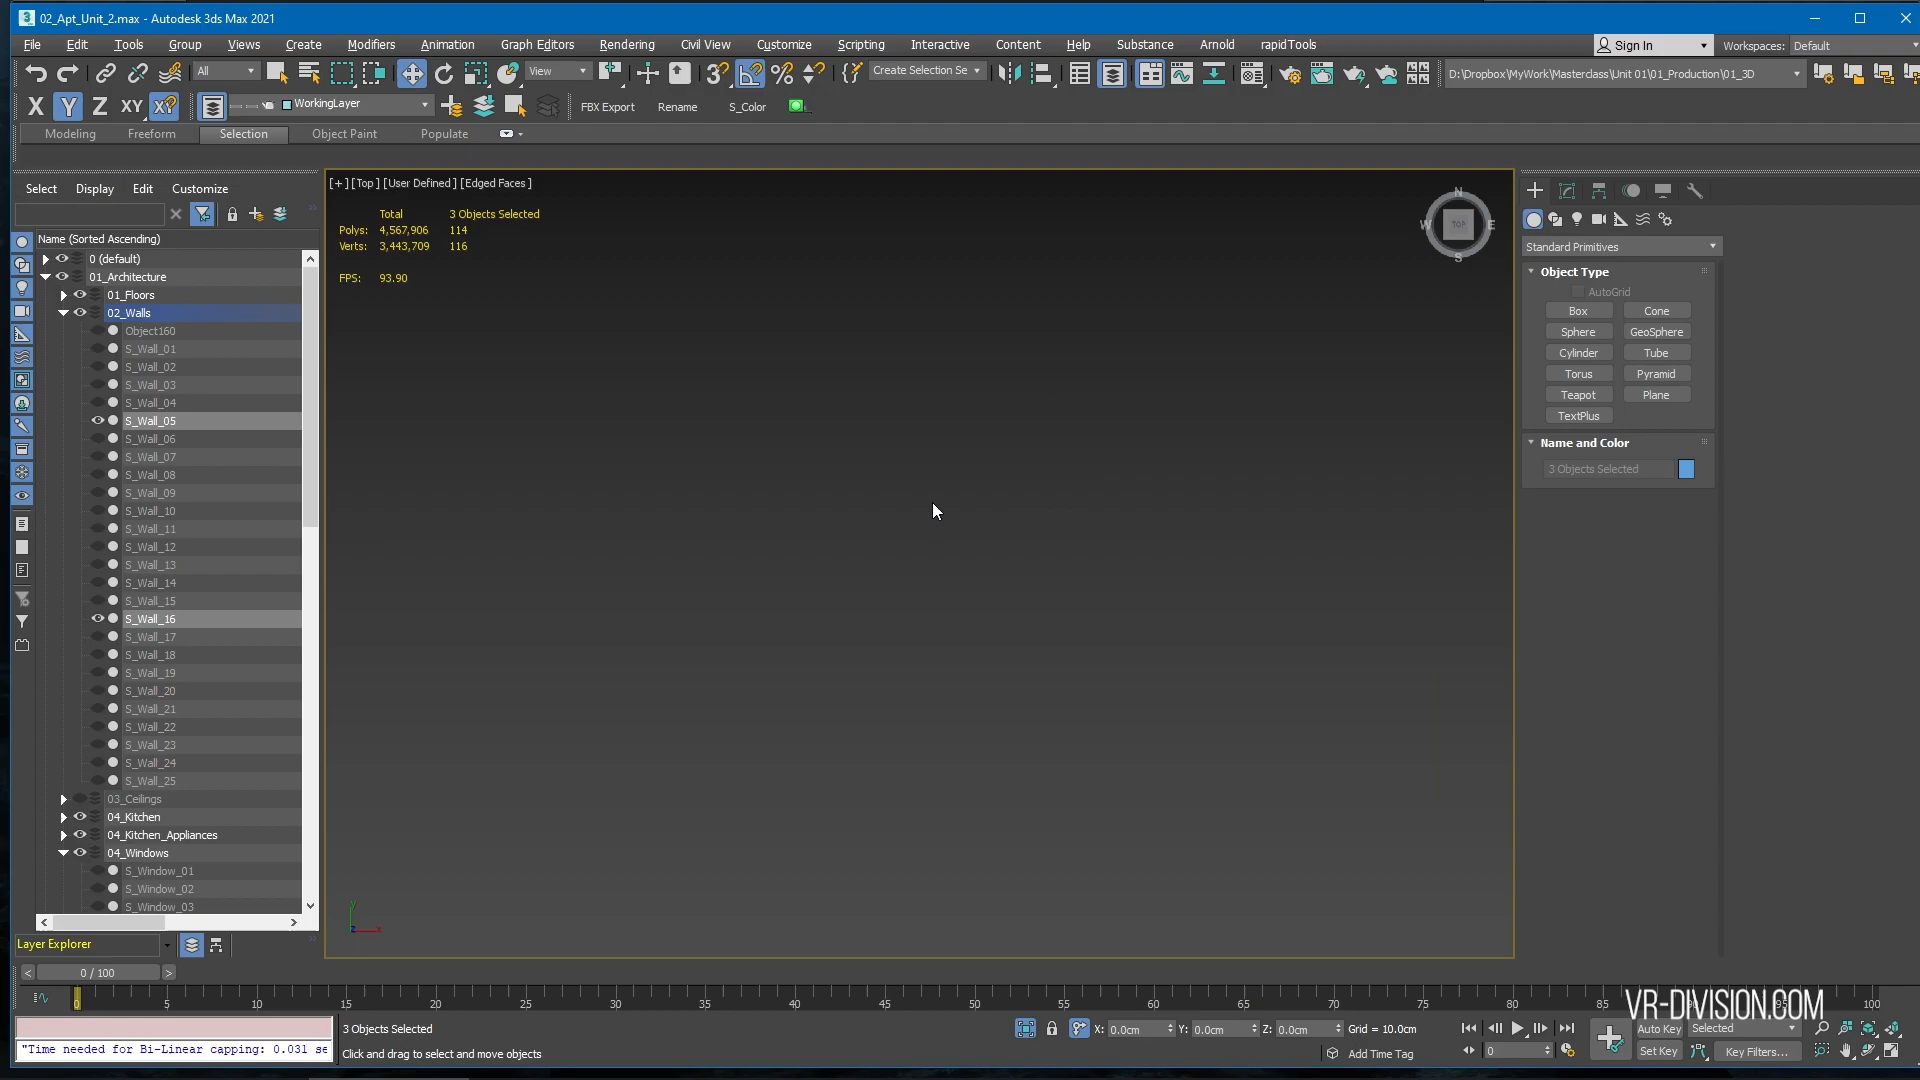 02_Apt_Unit_2.max - Autodesk 3ds Max 2021
File Edit Tools Group Views Create Modifiers Animation Graph Editors Rendering Civil View Customize Scripting Interactive Content Help Substance Arnold rapidTools
Sign In
Workspaces: Default
All
View
Create Selection Se
D:\Dropbox\MyWork\Masterclass\Unit 01\01_Production\01_3D
X Y Z XY
WorkingLayer
FBX Export Rename S_Color
Modeling Freeform Selection Object Paint Populate
Select Display Edit Customize
Name (Sorted Ascending)
0 (default)
01_Architecture
01_Floors
02_Walls
Object160
S_Wall_01
S_Wall_02
S_Wall_03
S_Wall_04
S_Wall_05
S_Wall_06
S_Wall_07
S_Wall_08
S_Wall_09
S_Wall_10
S_Wall_11
S_Wall_12
S_Wall_13
S_Wall_14
S_Wall_15
S_Wall_16
S_Wall_17
S_Wall_18
S_Wall_19
S_Wall_20
S_Wall_21
S_Wall_22
S_Wall_23
S_Wall_24
S_Wall_25
03_Ceilings
04_Kitchen
04_Kitchen_Appliances
04_Windows
S_Window_01
S_Window_02
S_Window_03
Layer Explorer
[+] [Top ] [User Defined ] [Edged Faces ]
Total 3 Objects Selected
Polys: 4,567,906 114
Verts: 3,443,709 116
FPS: 93.90
N
W TOP E
S
y
z x
Standard Primitives
Object Type
AutoGrid
Box Cone
Sphere GeoSphere
Cylinder Tube
Torus Pyramid
Teapot Plane
TextPlus
Name and Color
3 Objects Selected
< 0 / 100 >
0 5 10 15 20 25 30 35 40 45 50 55 60 65 70 75 80 85 95 100
VR-DIVISION.COM
3 Objects Selected
X: 0.0cm Y: 0.0cm Z: 0.0cm Grid = 10.0cm
Auto Key Selected
"Time needed for Bi-Linear capping: 0.031 se
Click and drag to select and move objects
Add Time Tag
0
Set Key Key Filters...